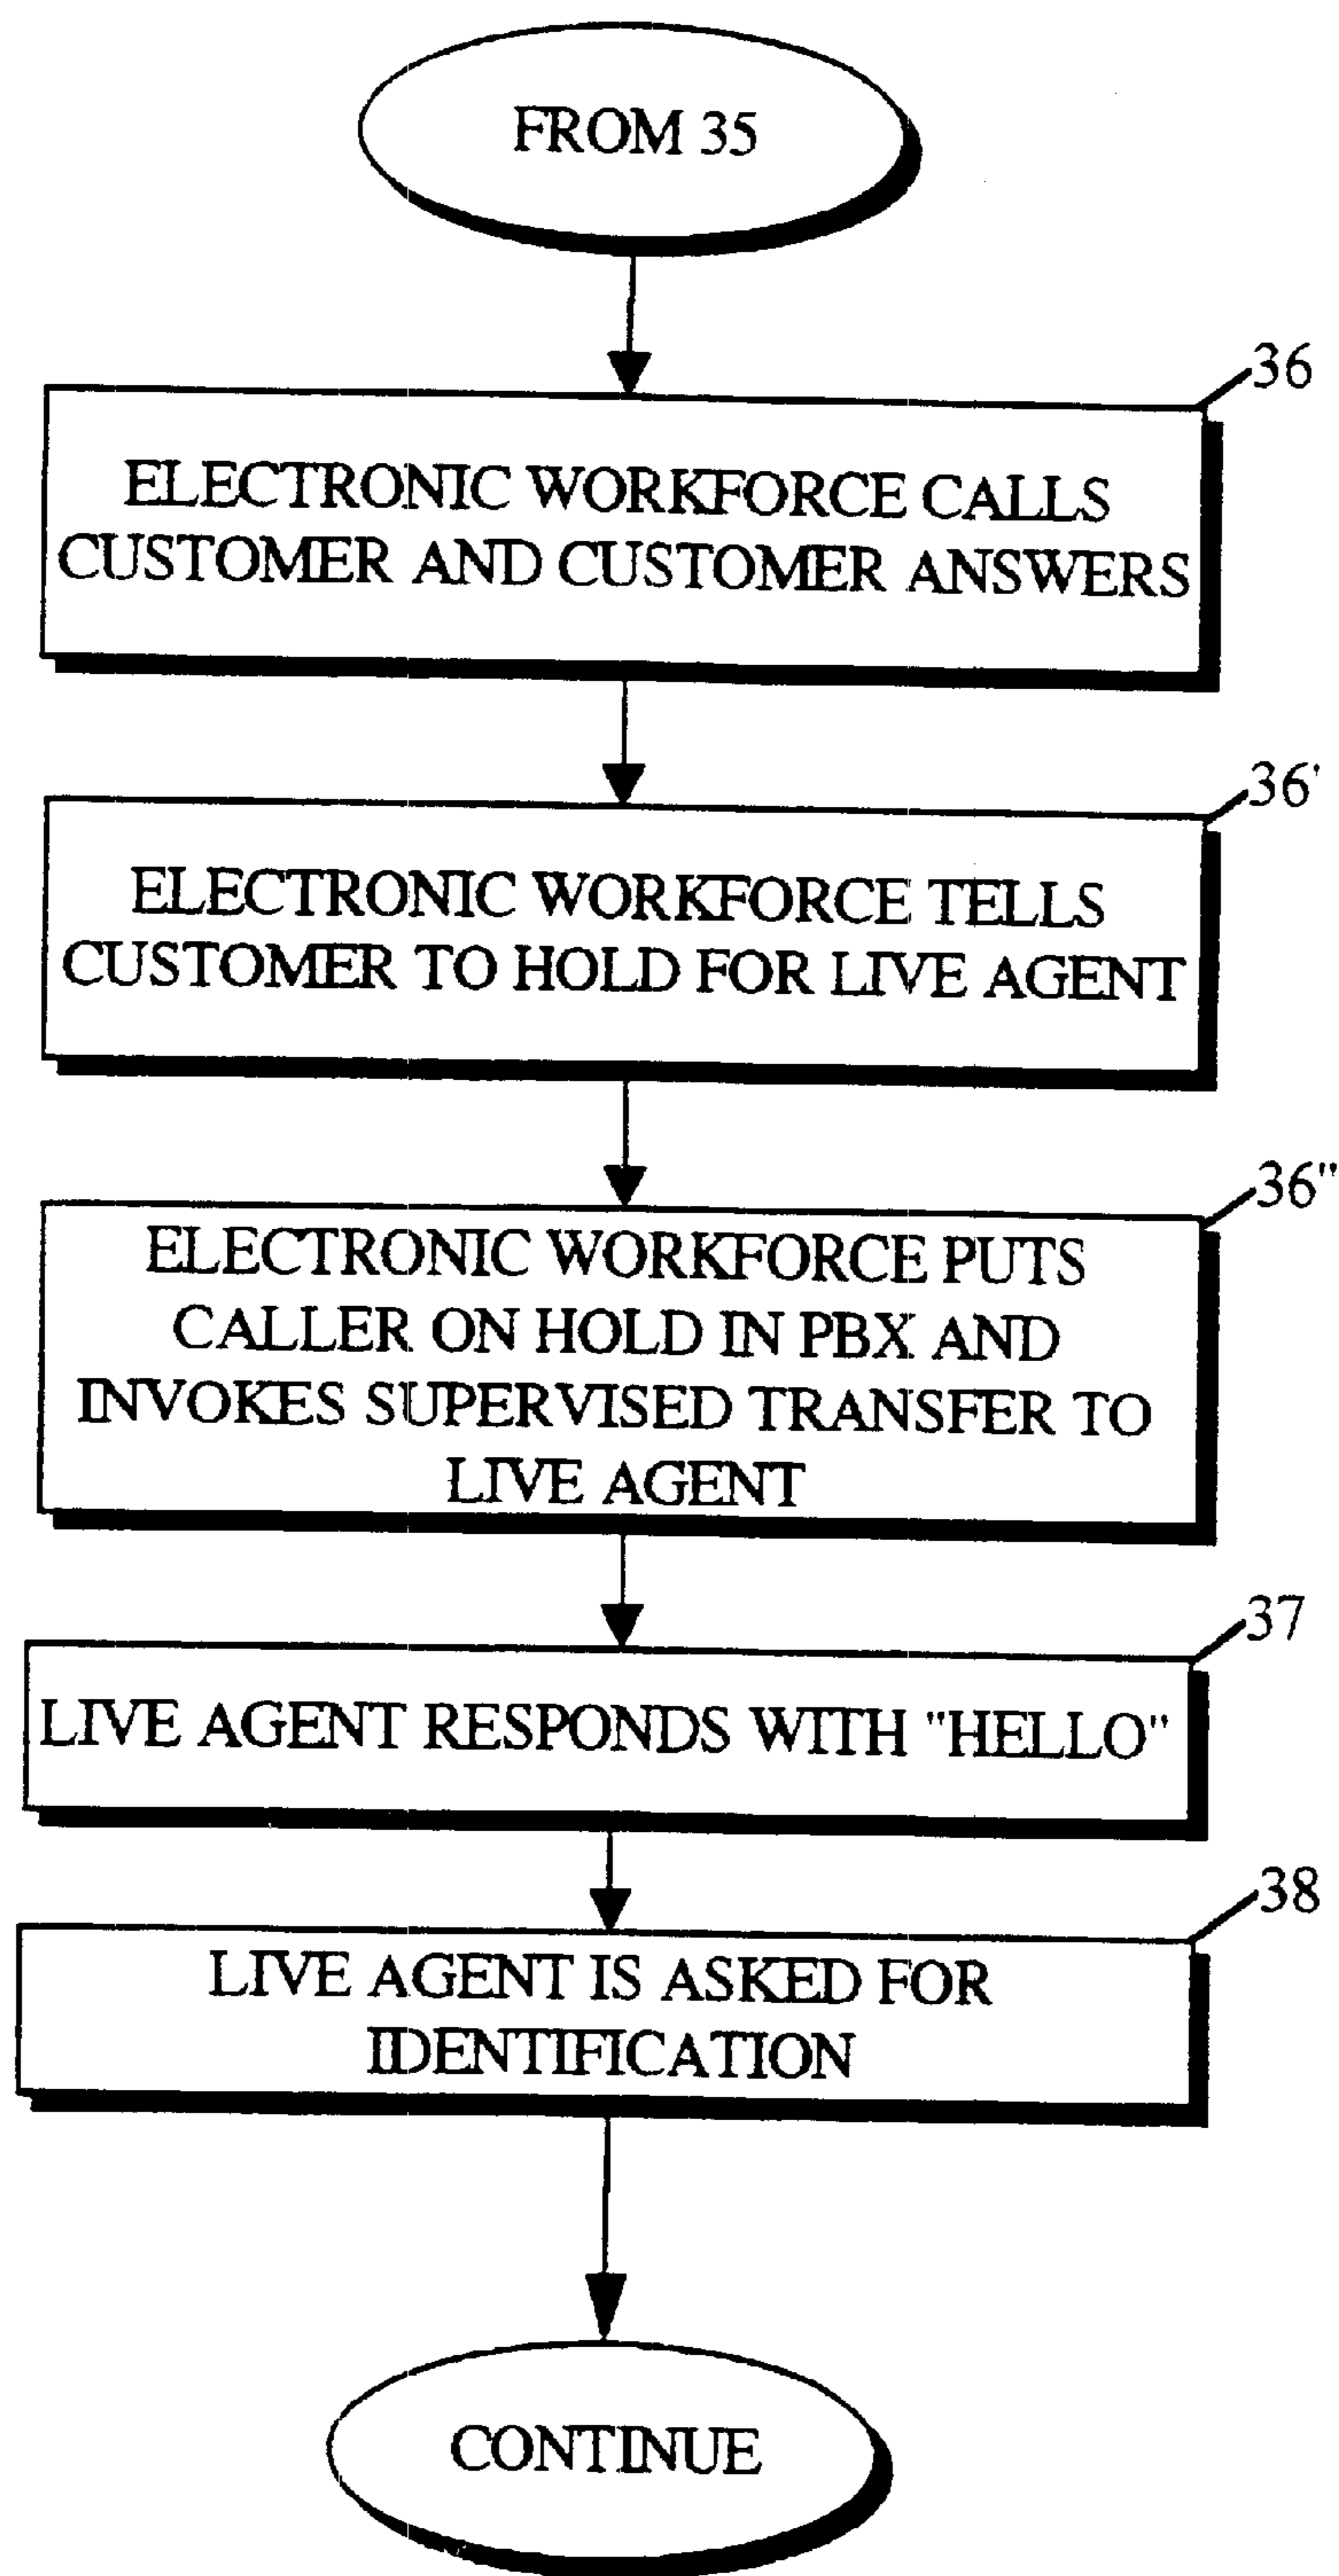 FROM 35
36
ELECTRONIC WORKFORCE CALLS
CUSTOMER AND CUSTOMER ANSWERS
36'
ELECTRONIC WORKFORCE TELLS
CUSTOMER TO HOLD FOR LIVE AGENT
36"
ELECTRONIC WORKFORCE PUTS
CALLER ON HOLD IN PBX AND
INVOKES SUPERVISED TRANSFER TO
LIVE AGENT
37
LIVE AGENT RESPONDS WITH "HELLO"
38
LIVE AGENT IS ASKED FOR
IDENTIFICATION
CONTINUE